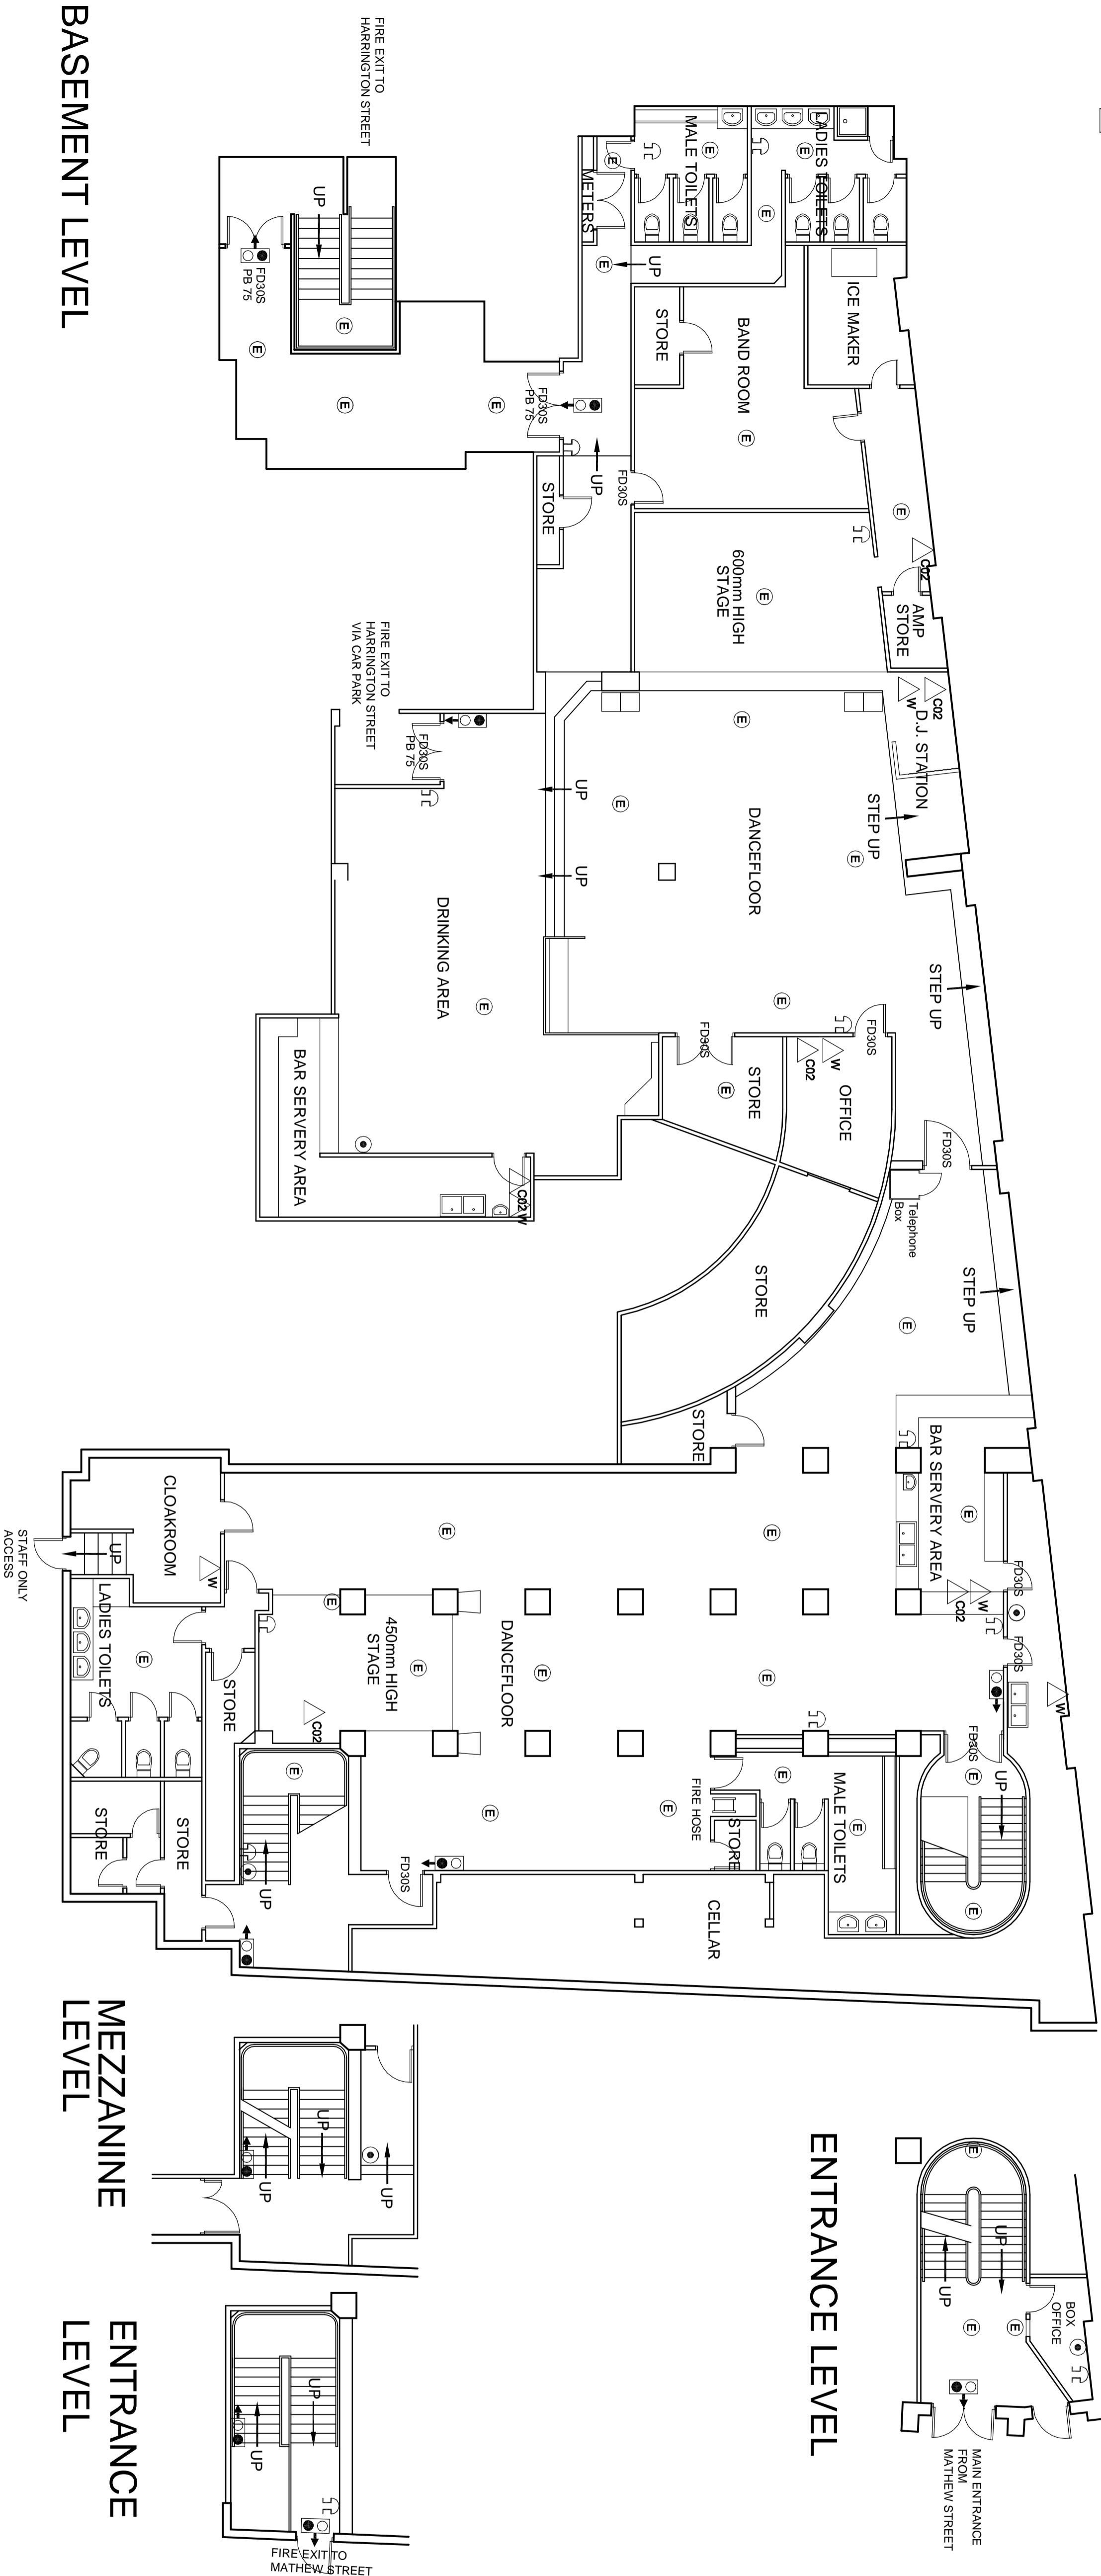 BASEMENT LEVEL
FIRE EXIT TO
HARRINGTON STREET
UP
FD30S
PB 75
E
E
E
E
METERS
E
MALE TOILETS
E
LADIES TOILETS
E
E
UP
E
ICE MAKER
STORE
BAND ROOM
E
FD30S
PB 75
UP
FD30S
STORE
E
C02
AMP
STORE
600mm HIGH
STAGE
E
C02
W
D.J. STATION
FIRE EXIT TO
HARRINGTON STREET
VIA CAR PARK
FD30S
PB 75
UP
UP
E
E
DANCEFLOOR
STEP UP
E
STEP UP
DRINKING AREA
E
E
FD30S
FD30S
STORE
E
C02
W
OFFICE
FD30S
BAR SERVERY AREA
C02
W
Telephone
Box
STORE
STEP UP
E
STORE
BAR SERVERY AREA
E
C02
W
FD30S
FD30S
W
CLOAKROOM
W
UP
STAFF ONLY
ACCESS
LADIES TOILETS
E
STORE
E
E
E
450mm HIGH
STAGE
E
C02
DANCEFLOOR
E
E
FD30S
E
UP
E
E
UP
E
STORE
STORE
FD30S
E
E
FIRE HOSE
STORE
E
MALE TOILETS
E
CELLAR
MEZZANINE
LEVEL
UP
UP
UP
ENTRANCE LEVEL
E
UP
UP
E
E
BOX
OFFICE
MAIN ENTRANCE
FROM
MATHEW STREET
ENTRANCE
LEVEL
UP
UP
FIRE EXIT TO
MATHEW STREET